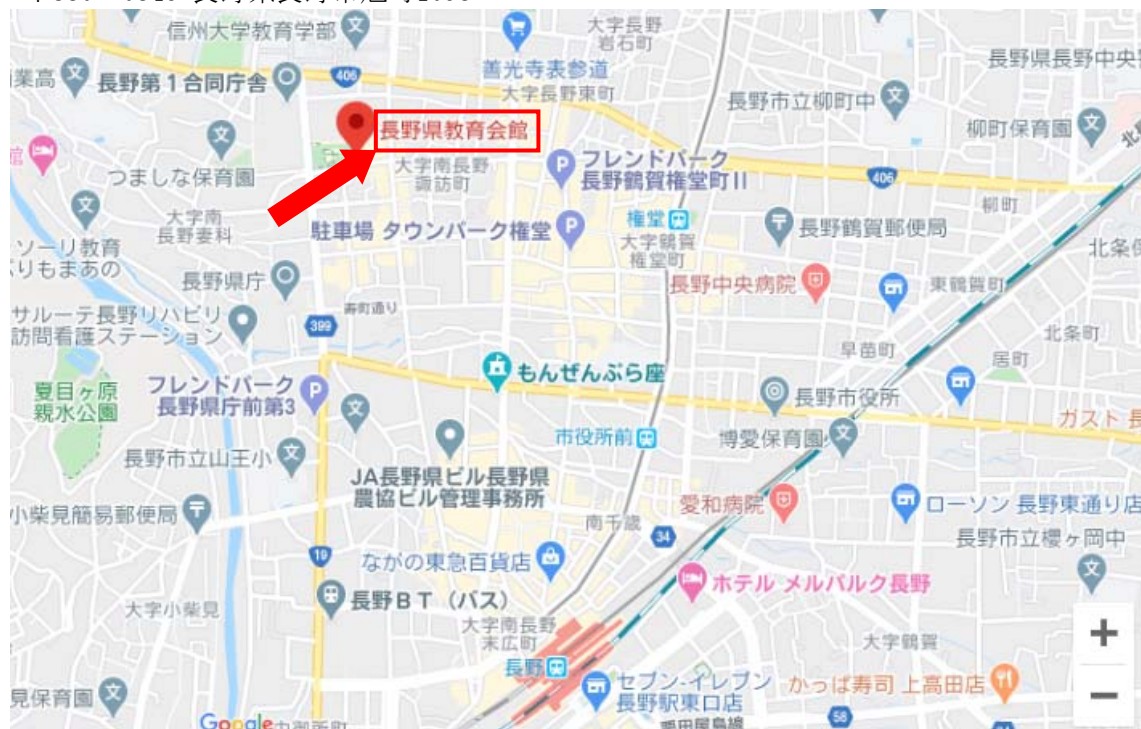 信州大学教育学部
大字長野
岩石町
長野県長野中央
業高
長野第1合同庁舎
406
善光寺表参道
大字長野東町
長野市立柳町中
長野県教育会館
柳町保育園
つましな保育園
大字南長野
諏訪町
フレンドパーク
長野鶴賀権堂町II
406
柳町
大字南
長野妻科
駐車場 タウンパーク権堂
権堂
大字鶴賀
権堂町
長野鶴賀郵便局
ソーリ教育
ぷりもまあの
長野県庁
長野中央病院
東鶴賀町
サルーテ長野リハビリ
訪問看護ステーション
399
寿町通り
北条町
早苗町
居町
もんぜんぷら座
夏目ヶ原
親水公園
フレンドパーク
長野県庁前第3
長野市役所
ガスト
市役所前
博愛保育園
長野市立山王小
JA長野県ビル長野県
農協ビル管理事務所
愛和病院
ローソン 長野東通り店
小柴見簡易郵便局
南千歳
34
長野市立櫻ヶ岡中
19
ながの東急百貨店
ホテル メルパルク長野
長野BT(バス)
大字小柴見
大字南長野
末広町
大字鶴賀
長野
セブン-イレブン
長野駅東口店
かっぱ寿司 上高田店
見保育園
Google
58
+
−